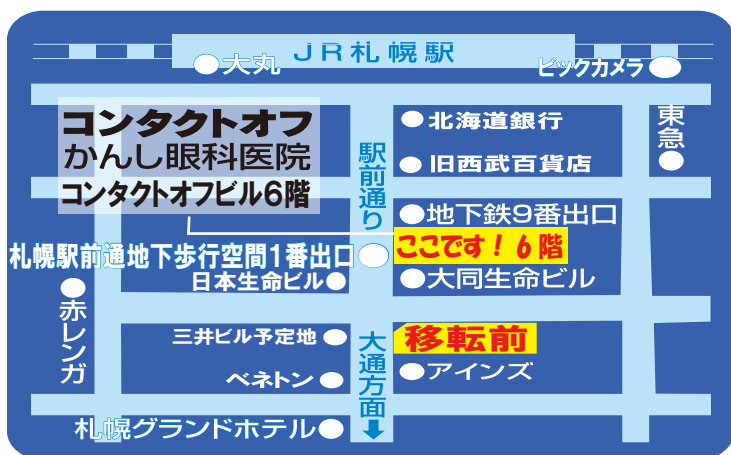 JR札幌駅
大丸
ビックカメラ
コンタクトオフ
かんし眼科医院
コンタクトオフビル6階
駅前通り
北海道銀行
旧西武百貨店
東急
地下鉄9番出口
ここです！6階
札幌駅前通地下歩行空間1番出口
日本生命ビル
大同生命ビル
赤レンガ
三井ビル予定地
移転前
大通方面
ベネトン
アインズ
札幌グランドホテル